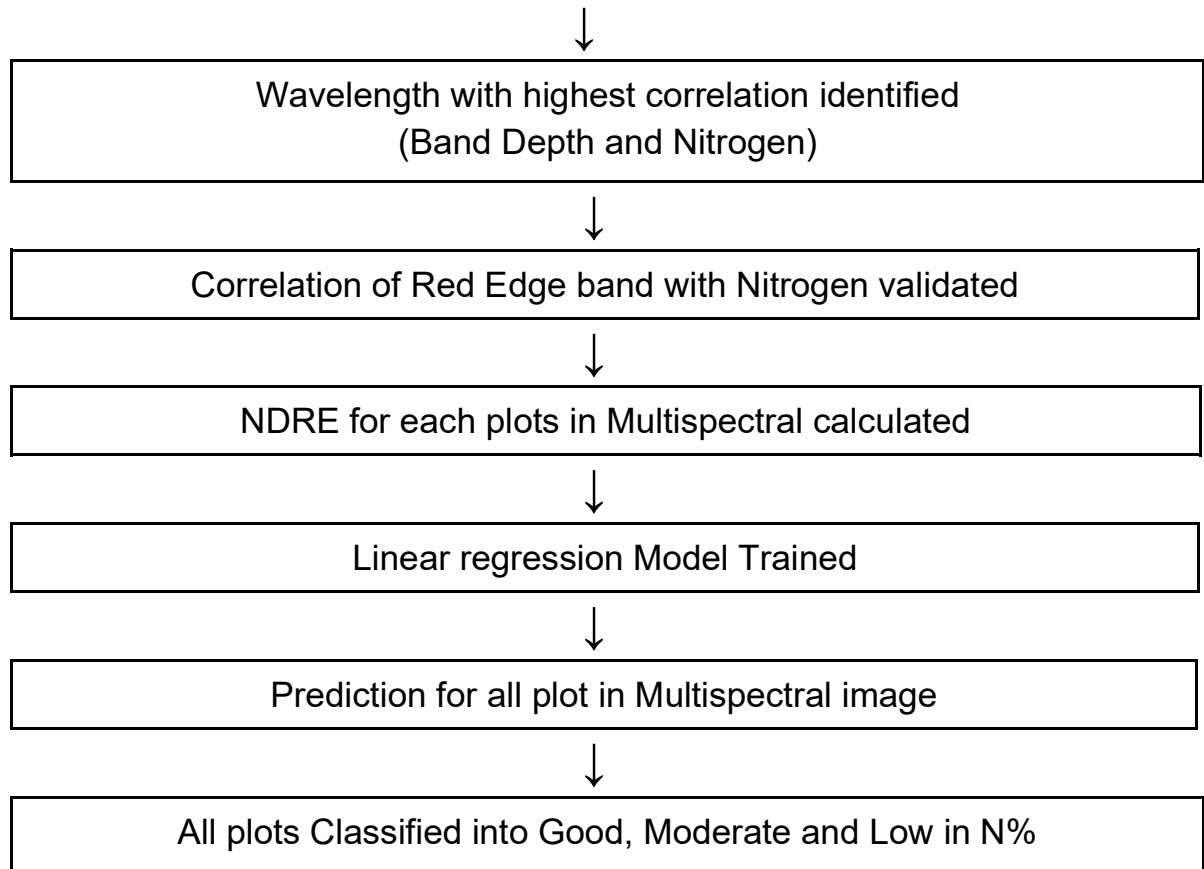 ↓
Wavelength with highest correlation identified
(Band Depth and Nitrogen)
↓
Correlation of Red Edge band with Nitrogen validated
↓
NDRE for each plots in Multispectral calculated
↓
Linear regression Model Trained
↓
Prediction for all plot in Multispectral image
↓
All plots Classified into Good, Moderate and Low in N%